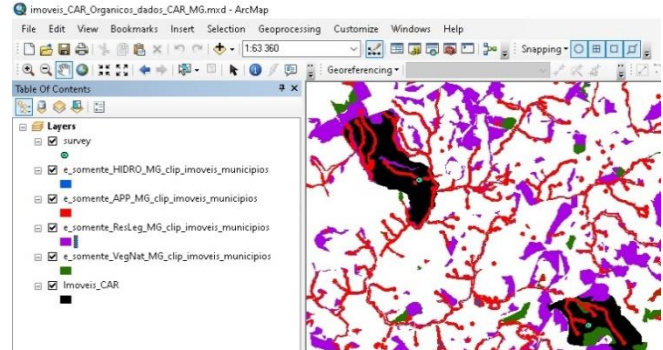 imoveis_CAR_Organicos_dados_CAR_MG.mxd - ArcMap
File Edit View Bookmarks Insert Selection Geoprocessing Customize Windows Help
1:63 360 Snapping
Georeferencing
Table Of Contents
Layers
survey
e_somente_HIDRO_MG_clip_imoveis_municipios
e_somente_APP_MG_clip_imoveis_municipios
e_somente_ResLeg_MG_clip_imoveis_municipios
e_somente_VegNat_MG_clip_imoveis_municipios
Imoveis_CAR